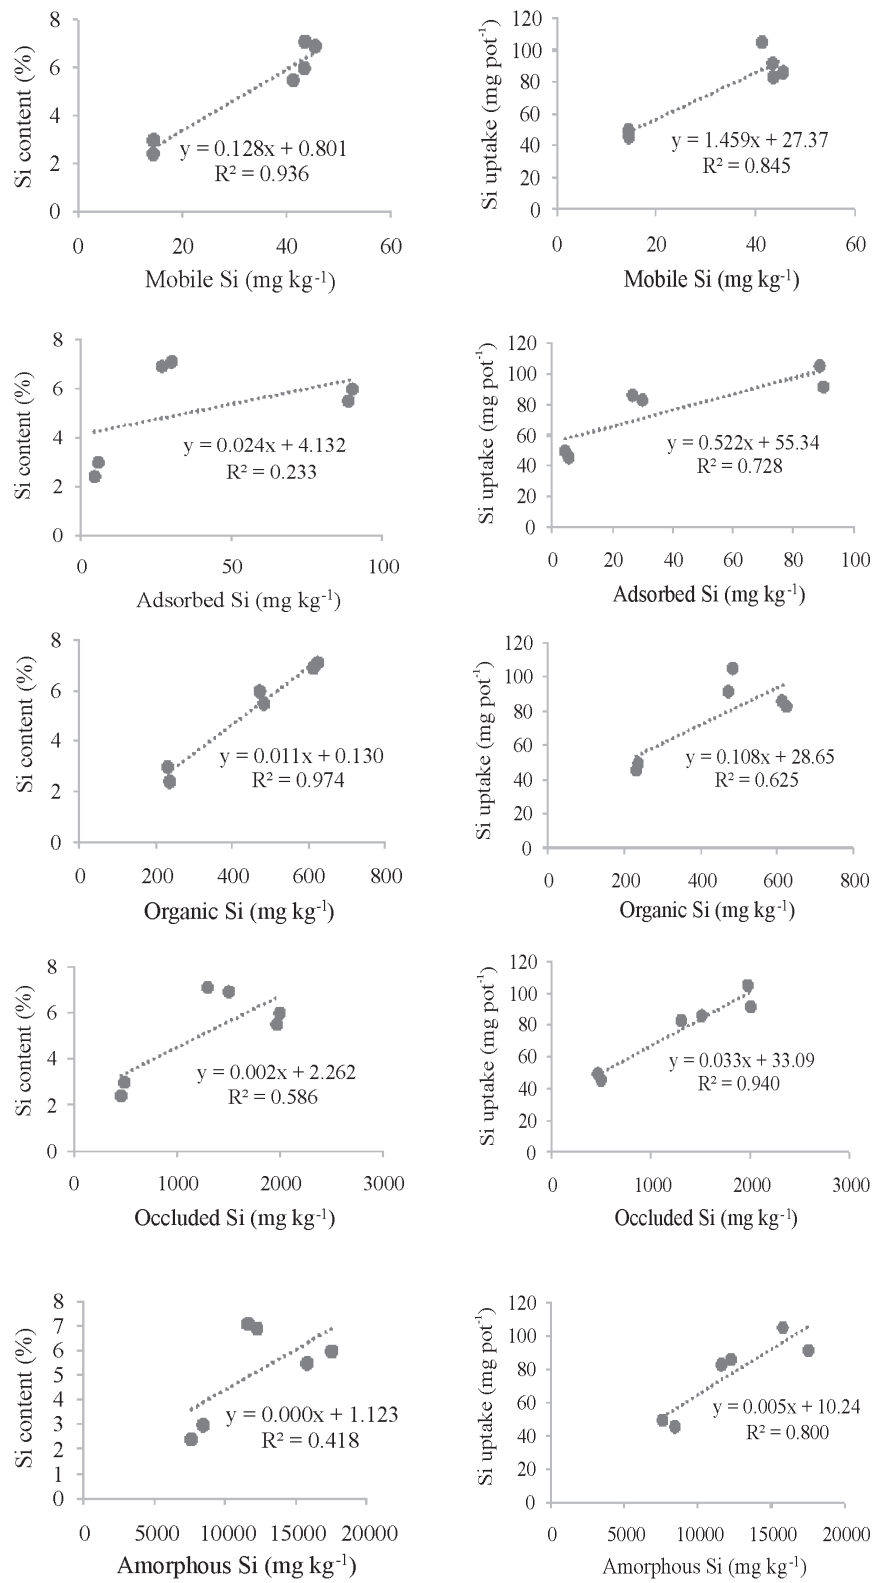 8
6
4
2
0
Si content (%)
y = 0.128x + 0.801
R² = 0.936
0 20 40 60
Mobile Si (mg kg⁻¹)
120
100
80
60
40
20
0
Si uptake (mg pot⁻¹)
y = 1.459x + 27.37
R² = 0.845
0 20 40 60
Mobile Si (mg kg⁻¹)
8
6
4
2
0
Si content (%)
y = 0.024x + 4.132
R² = 0.233
0 50 100
Adsorbed Si (mg kg⁻¹)
120
100
80
60
40
20
0
Si uptake (mg pot⁻¹)
y = 0.522x + 55.34
R² = 0.728
0 20 40 60 80 100
Adsorbed Si (mg kg⁻¹)
8
6
4
2
0
Si content (%)
y = 0.011x + 0.130
R² = 0.974
0 200 400 600 800
Organic Si (mg kg⁻¹)
120
100
80
60
40
20
0
Si uptake (mg pot⁻¹)
y = 0.108x + 28.65
R² = 0.625
0 200 400 600 800
Organic Si (mg kg⁻¹)
8
6
4
2
0
Si content (%)
y = 0.002x + 2.262
R² = 0.586
0 1000 2000 3000
Occluded Si (mg kg⁻¹)
120
100
80
60
40
20
0
Si uptake (mg pot⁻¹)
y = 0.033x + 33.09
R² = 0.940
0 1000 2000 3000
Occluded Si (mg kg⁻¹)
8
7
6
5
4
3
2
1
0
Si content (%)
y = 0.000x + 1.123
R² = 0.418
0 5000 10000 15000 20000
Amorphous Si (mg kg⁻¹)
120
100
80
60
40
20
0
Si uptake (mg pot⁻¹)
y = 0.005x + 10.24
R² = 0.800
0 5000 10000 15000 20000
Amorphous Si (mg kg⁻¹)